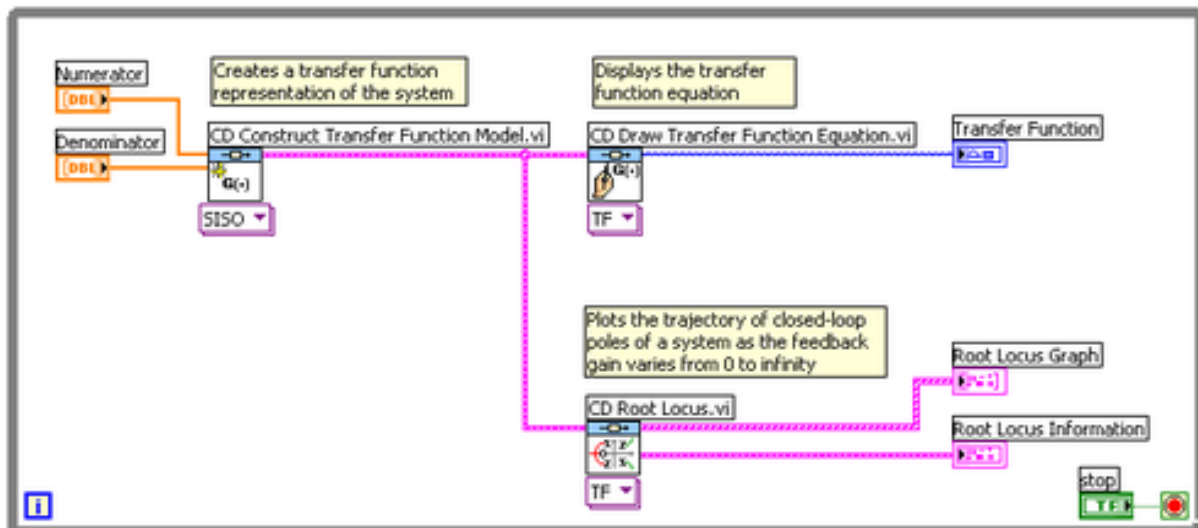 Numerator
[DBL]
Creates a transfer function
representation of the system
Displays the transfer
function equation
Denominator
[DBL]
CD Construct Transfer Function Model.vi
G(·)
SISO
CD Draw Transfer Function Equation.vi
G(·)
TF
Transfer Function
Plots the trajectory of closed-loop
poles of a system as the feedback
gain varies from 0 to infinity
CD Root Locus.vi
TF
Root Locus Graph
Root Locus Information
stop
TF
i